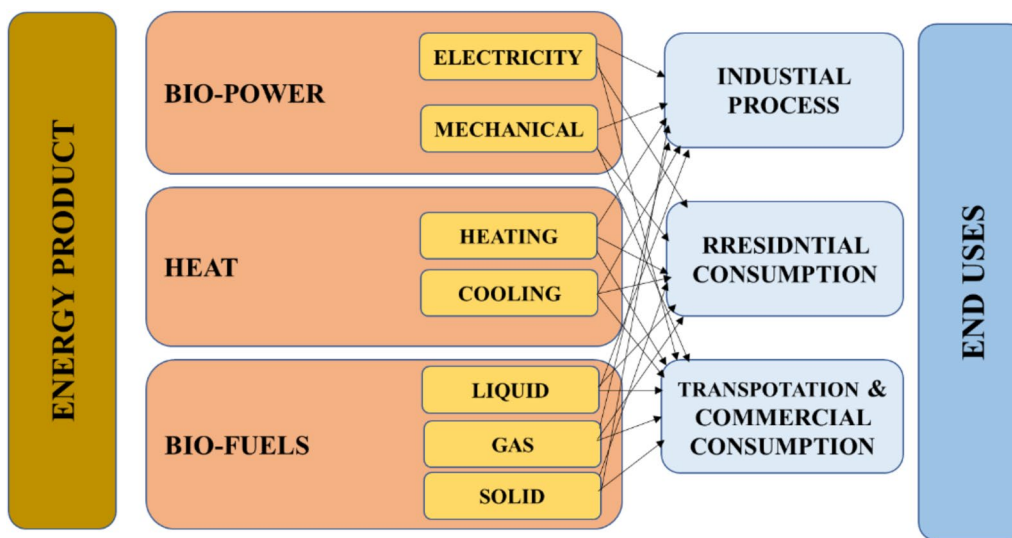 ENERGY PRODUCT
BIO-POWER
ELECTRICITY
MECHANICAL
HEAT
HEATING
COOLING
BIO-FUELS
LIQUID
GAS
SOLID
INDUSTIAL
PROCESS
RRESIDNTIAL
CONSUMPTION
TRANSPOTATION &
COMMERCIAL
CONSUMPTION
END USES